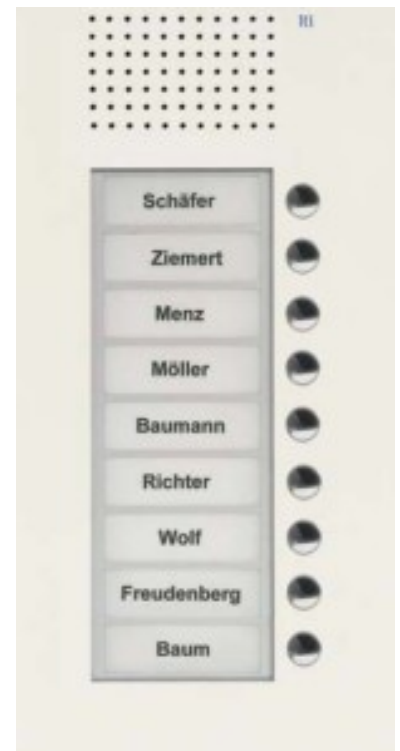 Schäfer
Ziemert
Menz
Möller
Baumann
Richter
Wolf
Freudenberg
Baum